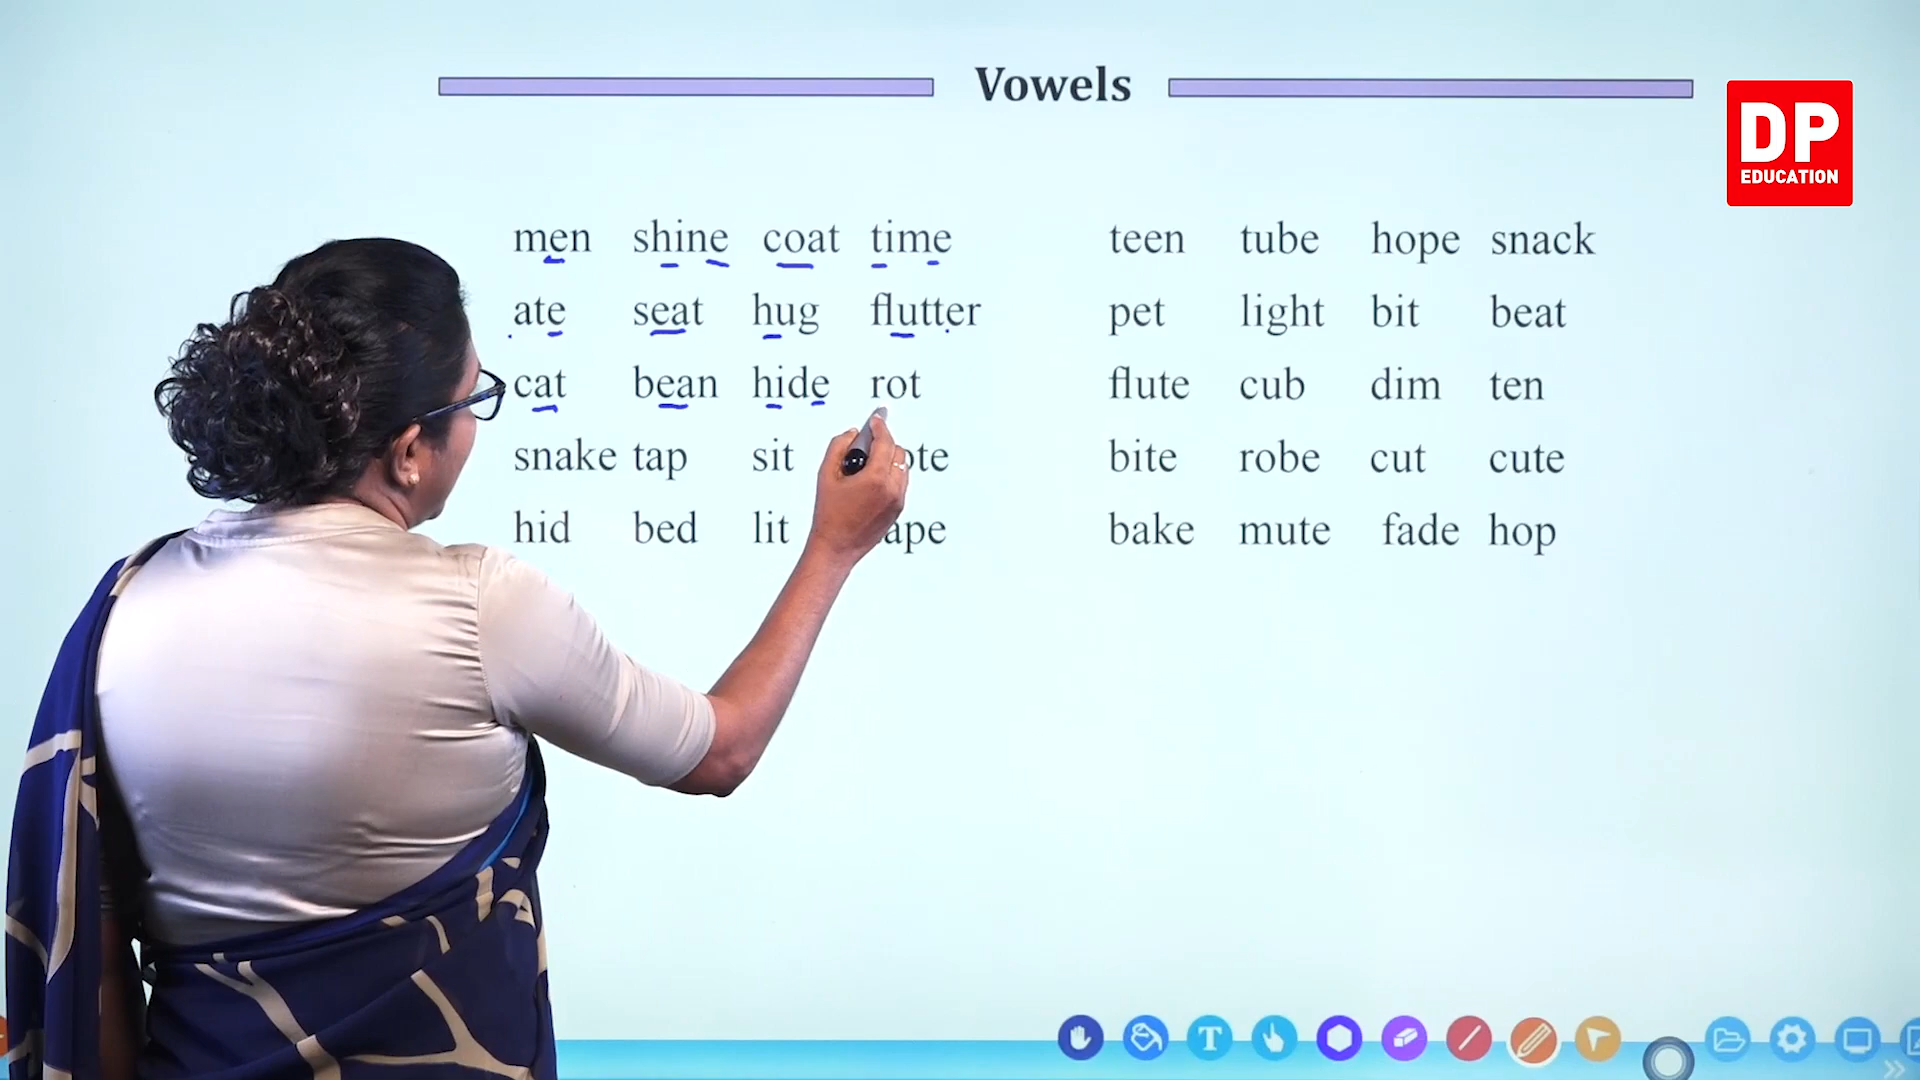 Vowels
DP
EDUCATION
men shine coat time teen tube hope snack
ate seat hug flutter pet light bit beat
cat bean hide rot flute cub dim ten
snake tap sit bite robe cut cute
hid bed lit bake mute fade hop
T